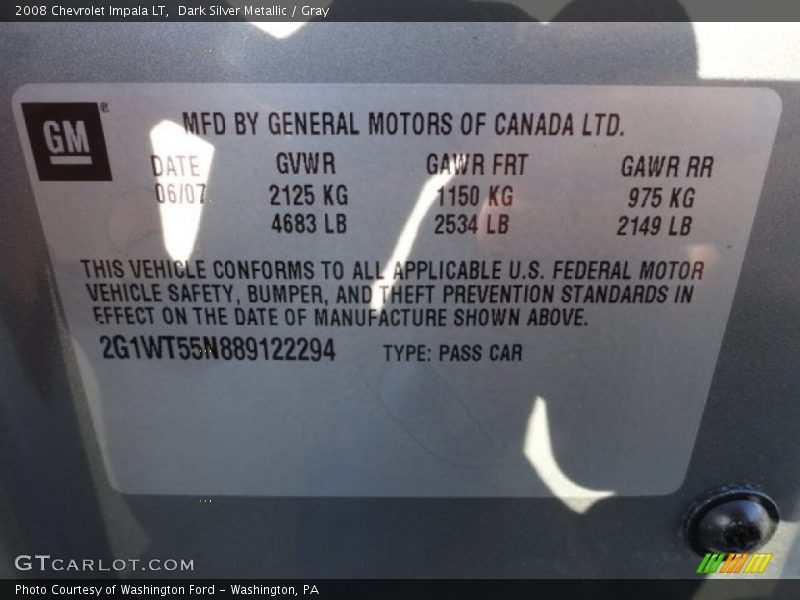 2008 Chevrolet Impala LT, Dark Silver Metallic / Gray
GM ®
MFD BY GENERAL MOTORS OF CANADA LTD.
DATE GVWR GAWR FRT GAWR RR
06/07 2125 KG 1150 KG 975 KG
4683 LB 2534 LB 2149 LB
THIS VEHICLE CONFORMS TO ALL APPLICABLE U.S. FEDERAL MOTOR
VEHICLE SAFETY, BUMPER, AND THEFT PREVENTION STANDARDS IN
EFFECT ON THE DATE OF MANUFACTURE SHOWN ABOVE.
2G1WT55N889122294 TYPE: PASS CAR
GTCARLOT.COM
Photo Courtesy of Washington Ford - Washington, PA